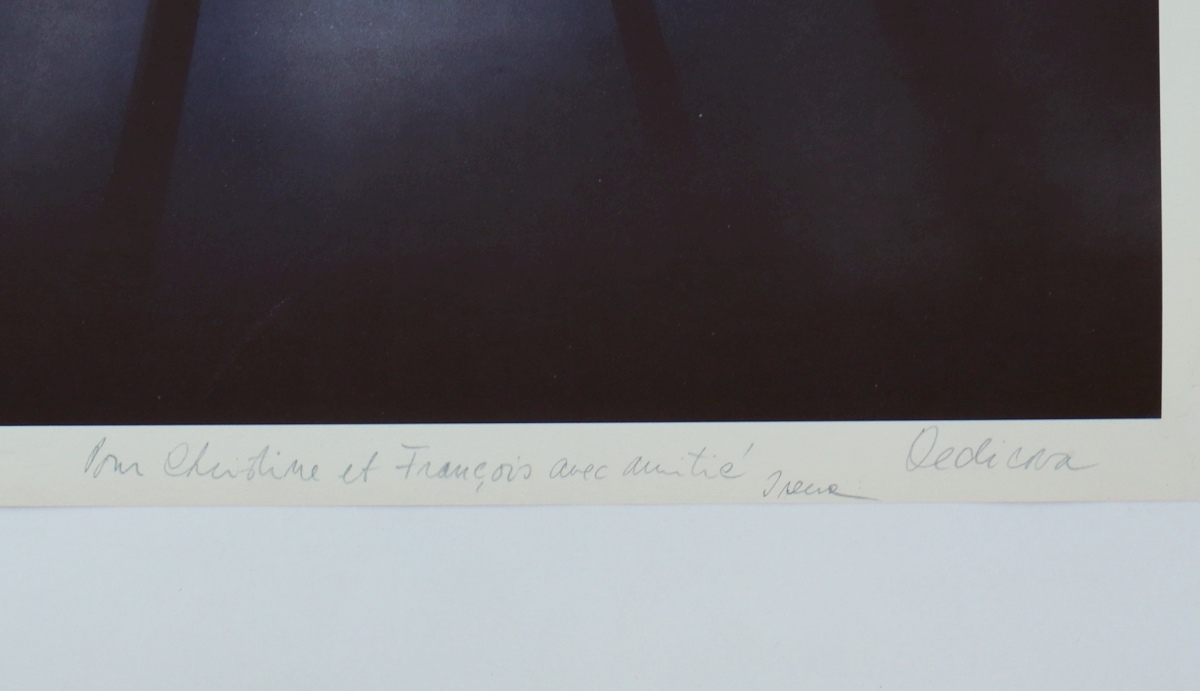 Pour Christine et François avec amitié Irena Dedicova